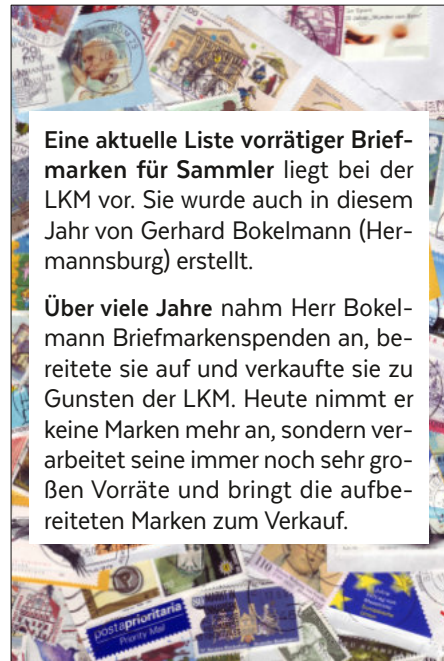 Eine aktuelle Liste vorrätiger Brief-
marken für Sammler liegt bei der
LKM vor. Sie wurde auch in diesem
Jahr von Gerhard Bokelmann (Her-
mannsburg) erstellt.
Über viele Jahre nahm Herr Bokel-
mann Briefmarkenspenden an, be-
reitete sie auf und verkaufte sie zu
Gunsten der LKM. Heute nimmt er
keine Marken mehr an, sondern ver-
arbeitet seine immer noch sehr gro-
ßen Vorräte und bringt die aufbe-
reiteten Marken zum Verkauf.
postaprioritaria
Priority Mail
110